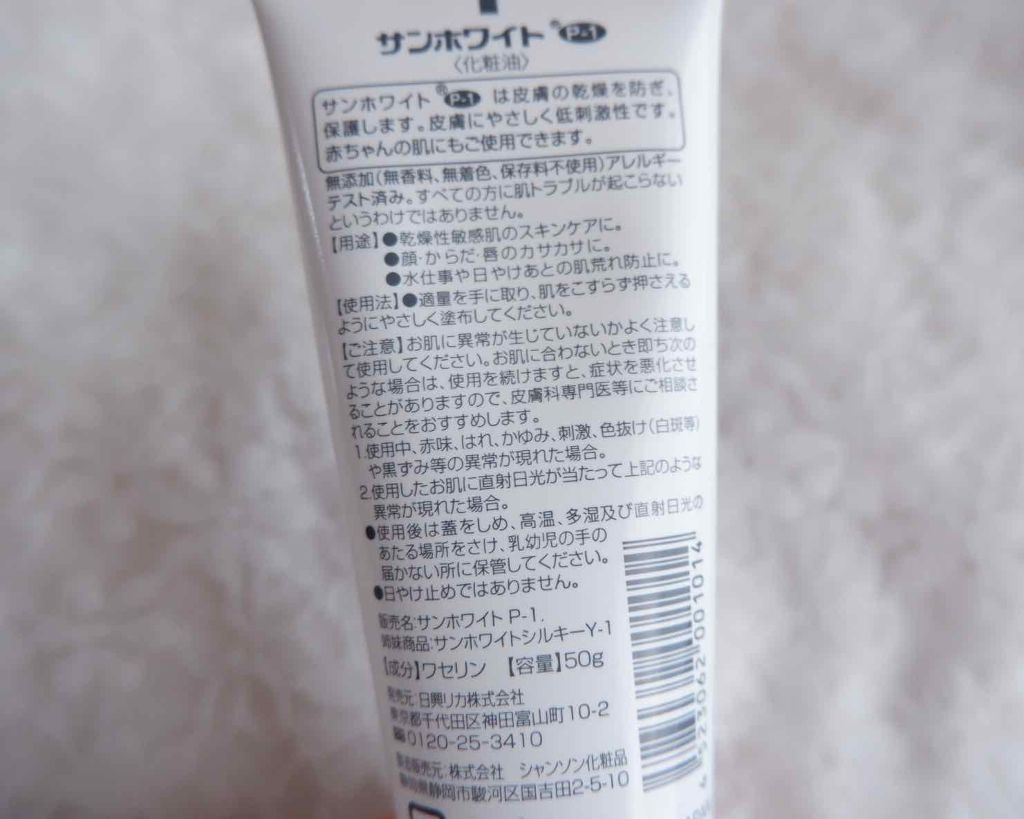 サンホワイト®P-1
〈化粧油〉
サンホワイト®P-1 は皮膚の乾燥を防ぎ、
保護します。皮膚にやさしく低刺激性です。
赤ちゃんの肌にもご使用できます。
無添加(無香料、無着色、保存料不使用)アレルギー
テスト済み。すべての方に肌トラブルが起こらない
というわけではありません。
【用途】●乾燥性敏感肌のスキンケアに。
●顔・からだ・唇のカサカサに。
●水仕事や日やけあとの肌荒れ防止に。
【使用法】●適量を手に取り、肌をこすらず押さえる
ようにやさしく塗布してください。
【ご注意】お肌に異常が生じていないかよく注意し
て使用してください。お肌に合わないとき即ち次の
ような場合は、使用を続けますと、症状を悪化させ
ることがありますので、皮膚科専門医等にご相談さ
れることをおすすめします。
1.使用中、赤味、はれ、かゆみ、刺激、色抜け(白斑等)
や黒ずみ等の異常が現れた場合。
2.使用したお肌に直射日光が当たって上記のような
異常が現れた場合。
●使用後は蓋をしめ、高温、多湿及び直射日光の
あたる場所をさけ、乳幼児の手の
届かない所に保管してください。
●日やけ止めではありません。
販売名:サンホワイト P-1.
姉妹商品:サンホワイトシルキーY-1
【成分】ワセリン 【容量】50g
発売元:日興リカ株式会社
東京都千代田区神田富山町10-2
0120-25-3410
製造販売元:株式会社 シャンソン化粧品
静岡県静岡市駿河区国吉田2-5-10
4 523062 001014